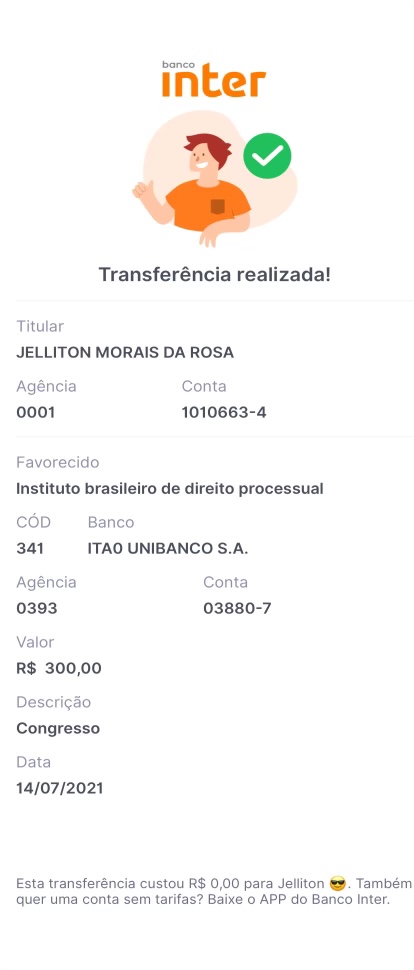 banco
inter
Transferência realizada!
Titular
JELLITON MORAIS DA ROSA
Agência Conta
0001 1010663-4
Favorecido
Instituto brasileiro de direito processual
CÓD Banco
341 ITA0 UNIBANCO S.A.
Agência Conta
0393 03880-7
Valor
R$ 300,00
Descrição
Congresso
Data
14/07/2021
Esta transferência custou R$ 0,00 para Jelliton 😎. Também
quer uma conta sem tarifas? Baixe o APP do Banco Inter.